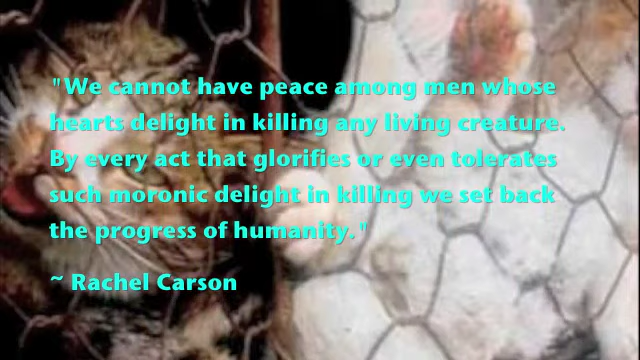 "We cannot have peace among men whose
hearts delight in killing any living creature.
By every act that glorifies or even tolerates
such moronic delight in killing we set back
the progress of humanity."
~ Rachel Carson